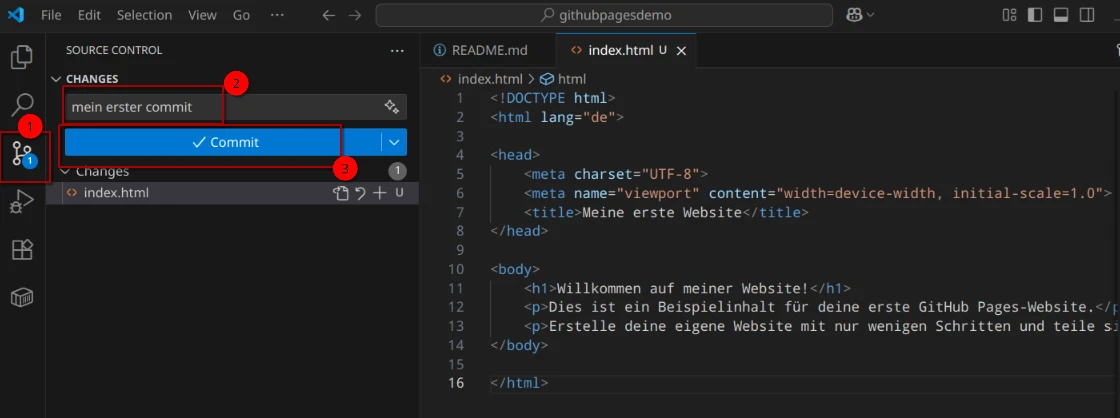 File Edit Selection View Go ··· githubpagesdemo
SOURCE CONTROL ···
CHANGES
2
mein erster commit
1
Commit
1
3
Changes 1
index.html U
README.md
index.html U
index.html > html
1 <!DOCTYPE html>
2 <html lang="de">
3
4 <head>
5 <meta charset="UTF-8">
6 <meta name="viewport" content="width=device-width, initial-scale=1.0">
7 <title>Meine erste Website</title>
8 </head>
9
10 <body>
11 <h1>Willkommen auf meiner Website!</h1>
12 <p>Dies ist ein Beispielinhalt für deine erste GitHub Pages-Website.</p
13 <p>Erstelle deine eigene Website mit nur wenigen Schritten und teile si
14 </body>
15
16 </html>